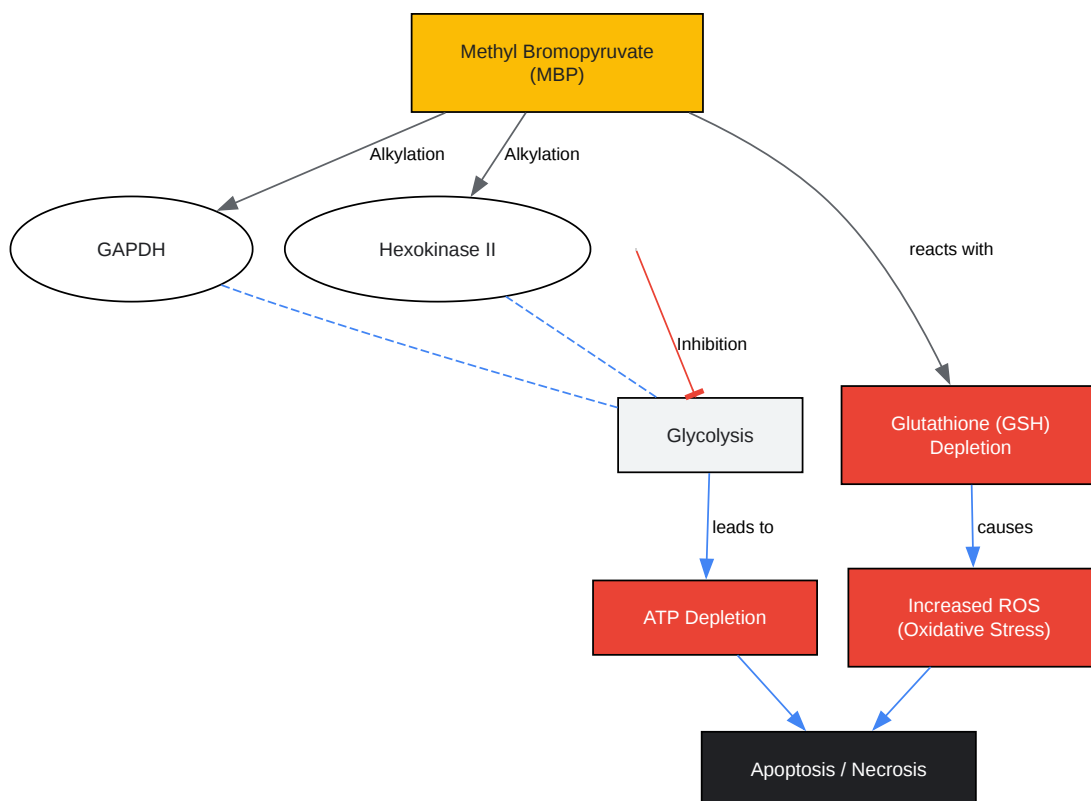 Methyl Bromopyruvate
(MBP)
Alkylation
Alkylation
GAPDH
Hexokinase II
reacts with
Inhibition
Glycolysis
Glutathione (GSH)
Depletion
leads to
causes
ATP Depletion
Increased ROS
(Oxidative Stress)
Apoptosis / Necrosis